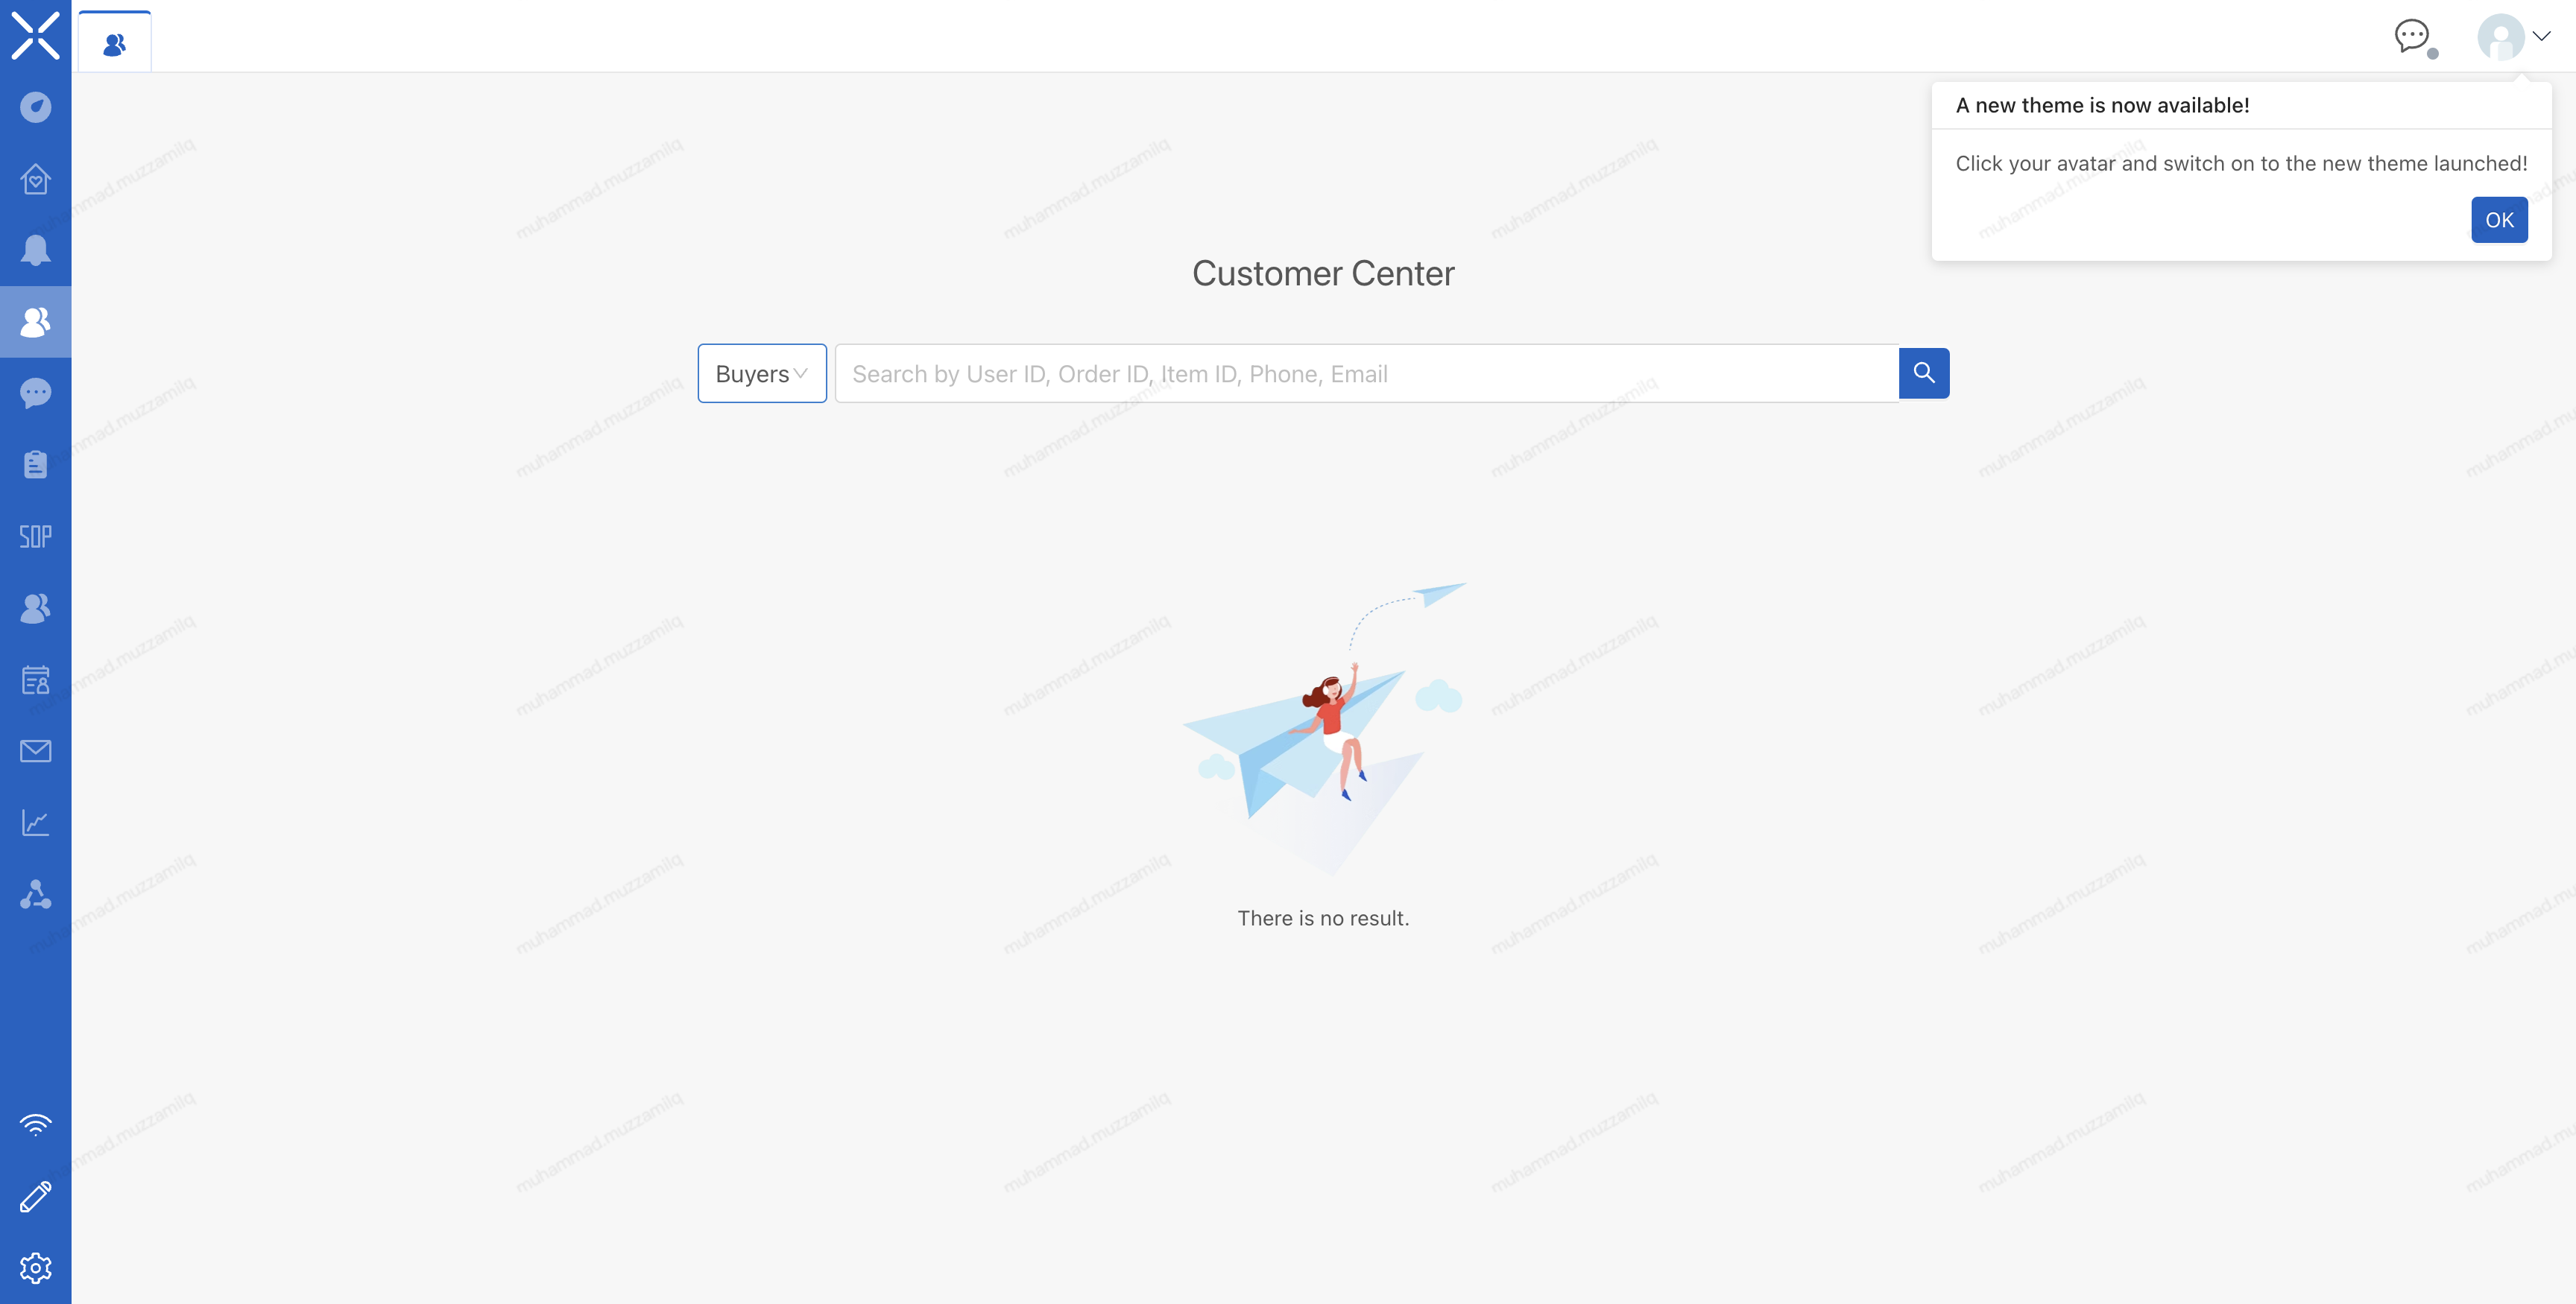 A new theme is now available!
Click your avatar and switch on to the new theme launched!
OK
Customer Center
Buyers
Search by User ID, Order ID, Item ID, Phone, Email
SOP
There is no result.
muhammad.muzzamilq